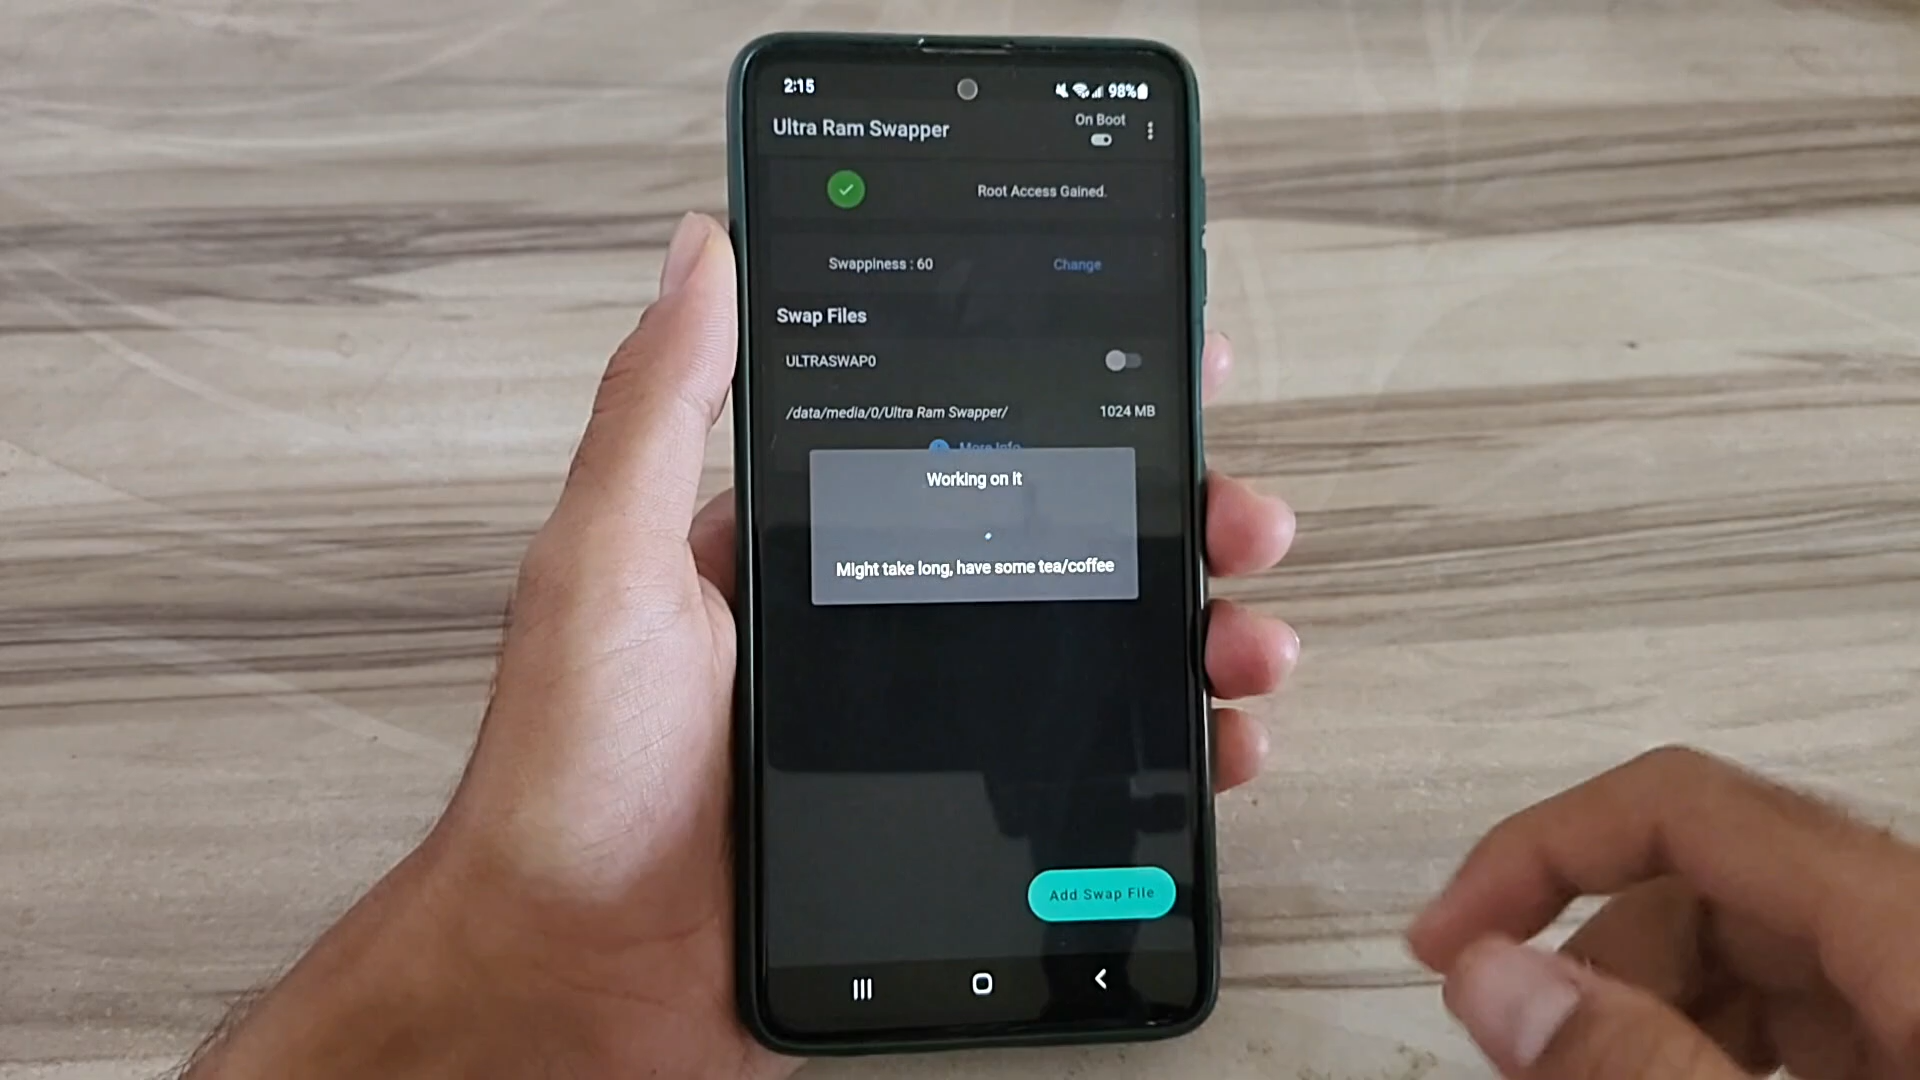 2:15
98%
Ultra Ram Swapper
On Boot
Root Access Gained.
Swappiness : 60
Change
Swap Files
ULTRASWAP0
/data/media/0/Ultra Ram Swapper/
1024 MB
More Info
Working on it
Might take long, have some tea/coffee
Add Swap File